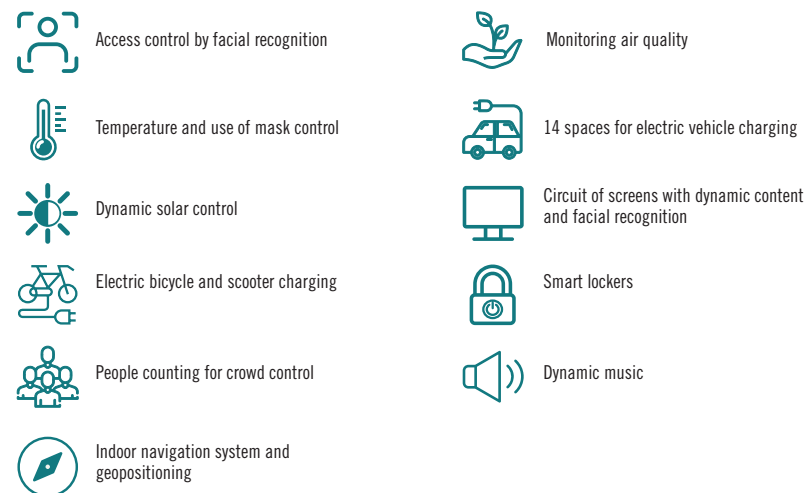 Access control by facial recognition
Temperature and use of mask control
Dynamic solar control
Electric bicycle and scooter charging
People counting for crowd control
Indoor navigation system and
geopositioning
Monitoring air quality
14 spaces for electric vehicle charging
Circuit of screens with dynamic content
and facial recognition
Smart lockers
Dynamic music